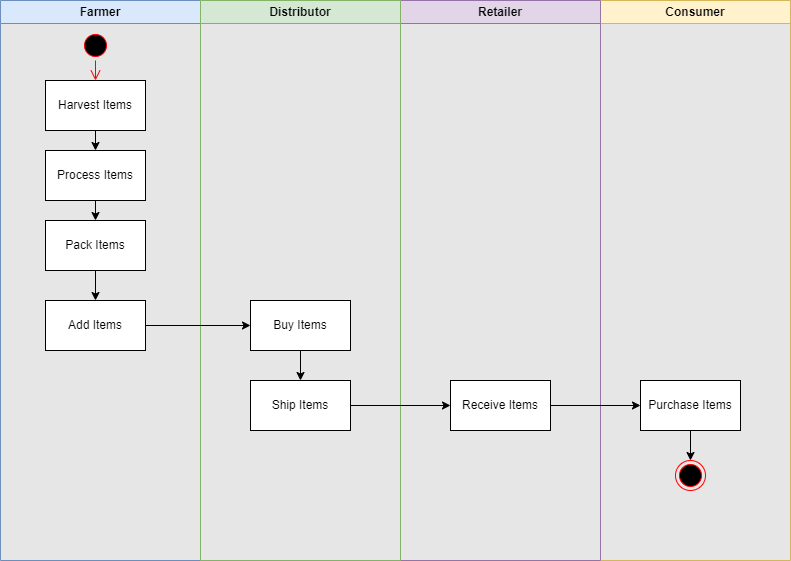 Farmer
Distributor
Retailer
Consumer
Harvest Items
Process Items
Pack Items
Add Items
Buy Items
Ship Items
Receive Items
Purchase Items